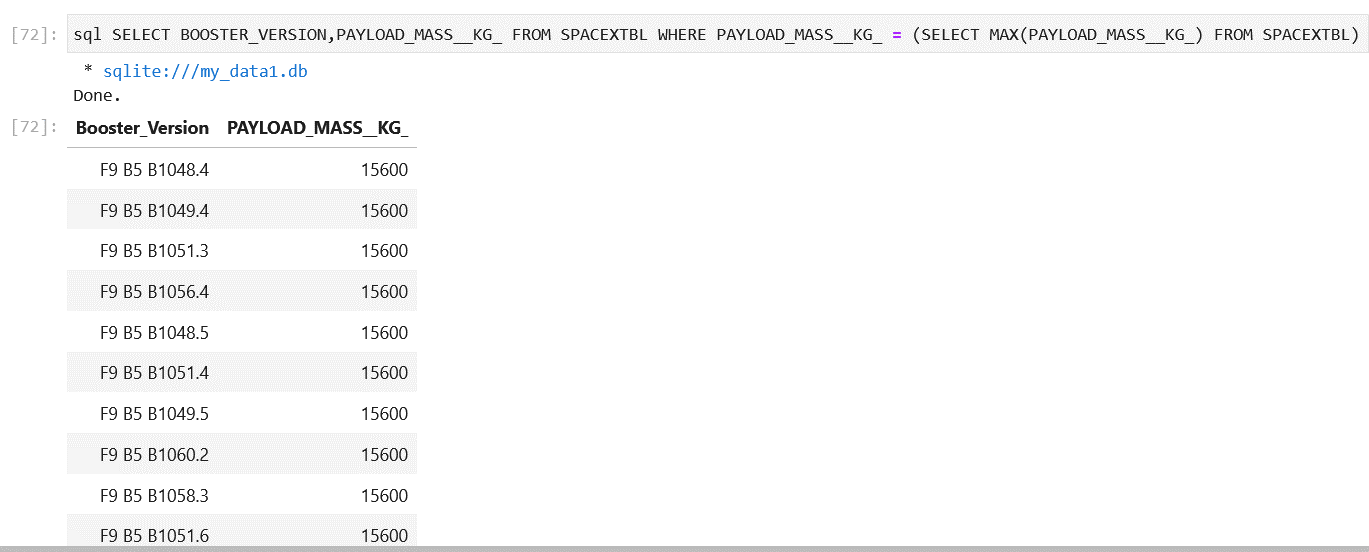 [72]: sql SELECT BOOSTER_VERSION,PAYLOAD_MASS__KG_ FROM SPACEXTBL WHERE PAYLOAD_MASS__KG_ = (SELECT MAX(PAYLOAD_MASS__KG_) FROM SPACEXTBL)
* sqlite:///my_data1.db
Done.
[72]: Booster_Version PAYLOAD_MASS__KG_
F9 B5 B1048.4 15600
F9 B5 B1049.4 15600
F9 B5 B1051.3 15600
F9 B5 B1056.4 15600
F9 B5 B1048.5 15600
F9 B5 B1051.4 15600
F9 B5 B1049.5 15600
F9 B5 B1060.2 15600
F9 B5 B1058.3 15600
F9 B5 B1051.6 15600